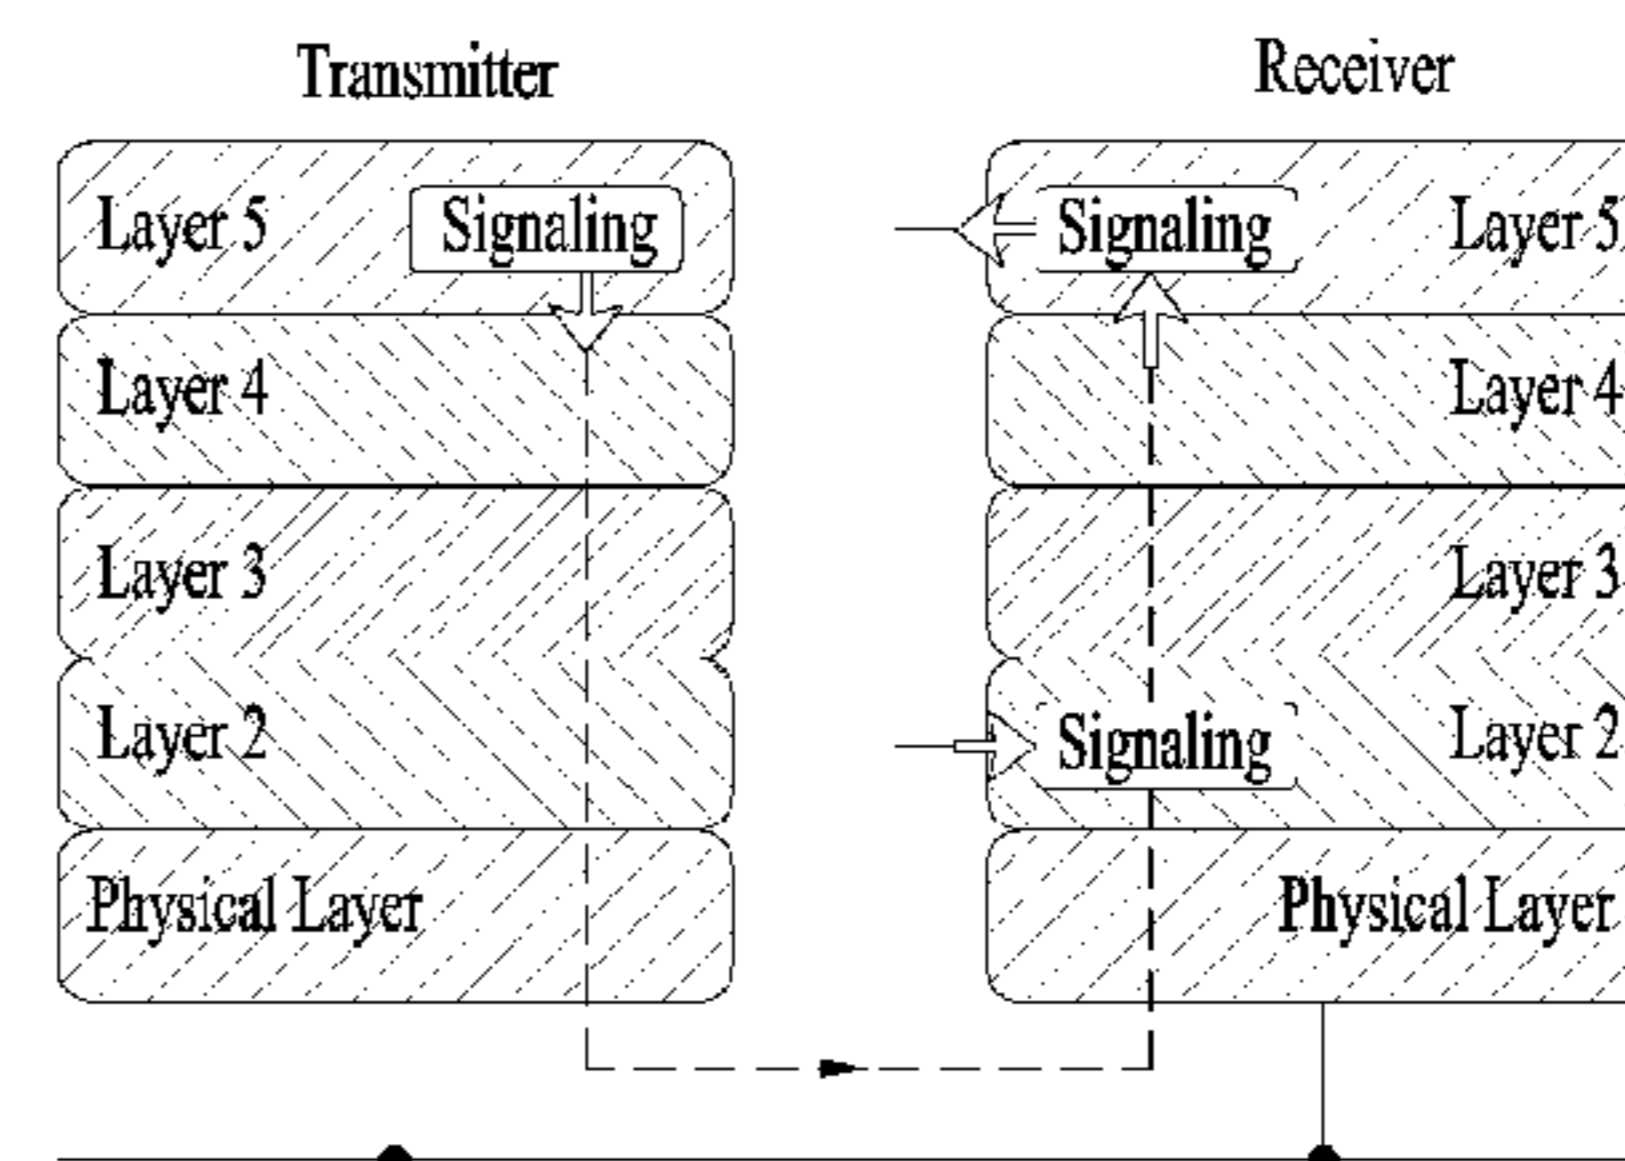 Transmitter
Receiver
Layer 5
Signaling
Signaling
Layer 5
Layer 4
Layer 4
Layer 3
Layer 3
Layer 2
Signaling
Layer 2
Physical Layer
Physical Layer